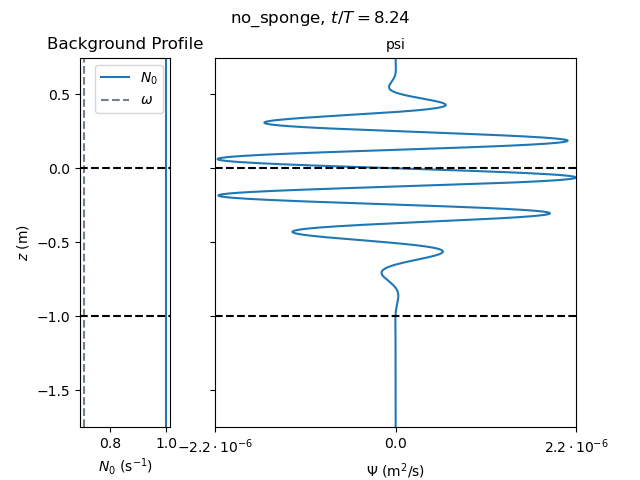 no_sponge, t/T = 8.24
Background Profile
psi
N₀
ω
0.5
0.0
−0.5
−1.0
−1.5
z (m)
0.8
1.0
N₀ (s⁻¹)
−2.2 · 10⁻⁶
0.0
2.2 · 10⁻⁶
Ψ (m²/s)